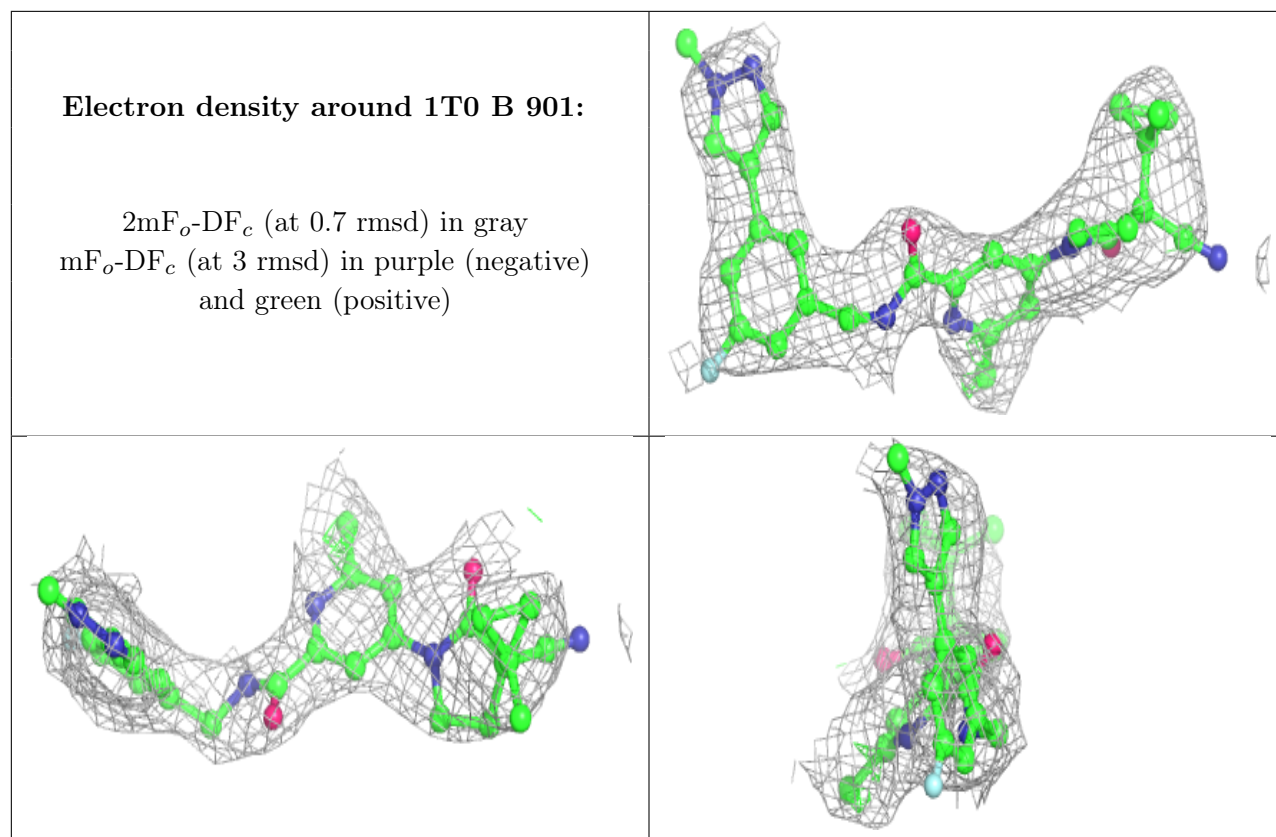 Electron density around 1T0 B 901:
2mFₒ-DF𝒸 (at 0.7 rmsd) in gray
mFₒ-DF𝒸 (at 3 rmsd) in purple (negative)
and green (positive)